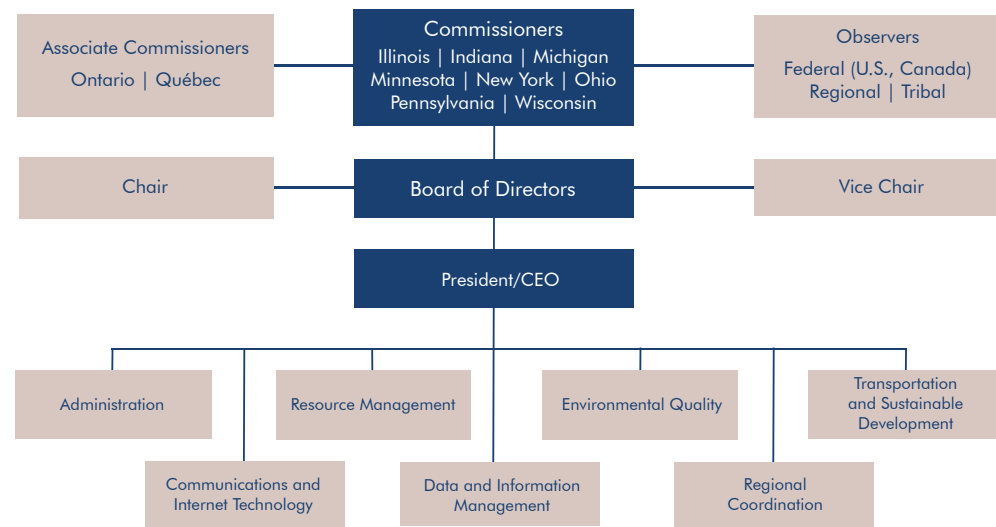 Associate Commissioners
Ontario | Québec
Commissioners
Illinois | Indiana | Michigan
Minnesota | New York | Ohio
Pennsylvania | Wisconsin
Observers
Federal (U.S., Canada)
Regional | Tribal
Chair
Board of Directors
Vice Chair
President/CEO
Administration
Resource Management
Environmental Quality
Transportation
and Sustainable
Development
Communications and
Internet Technology
Data and Information
Management
Regional
Coordination